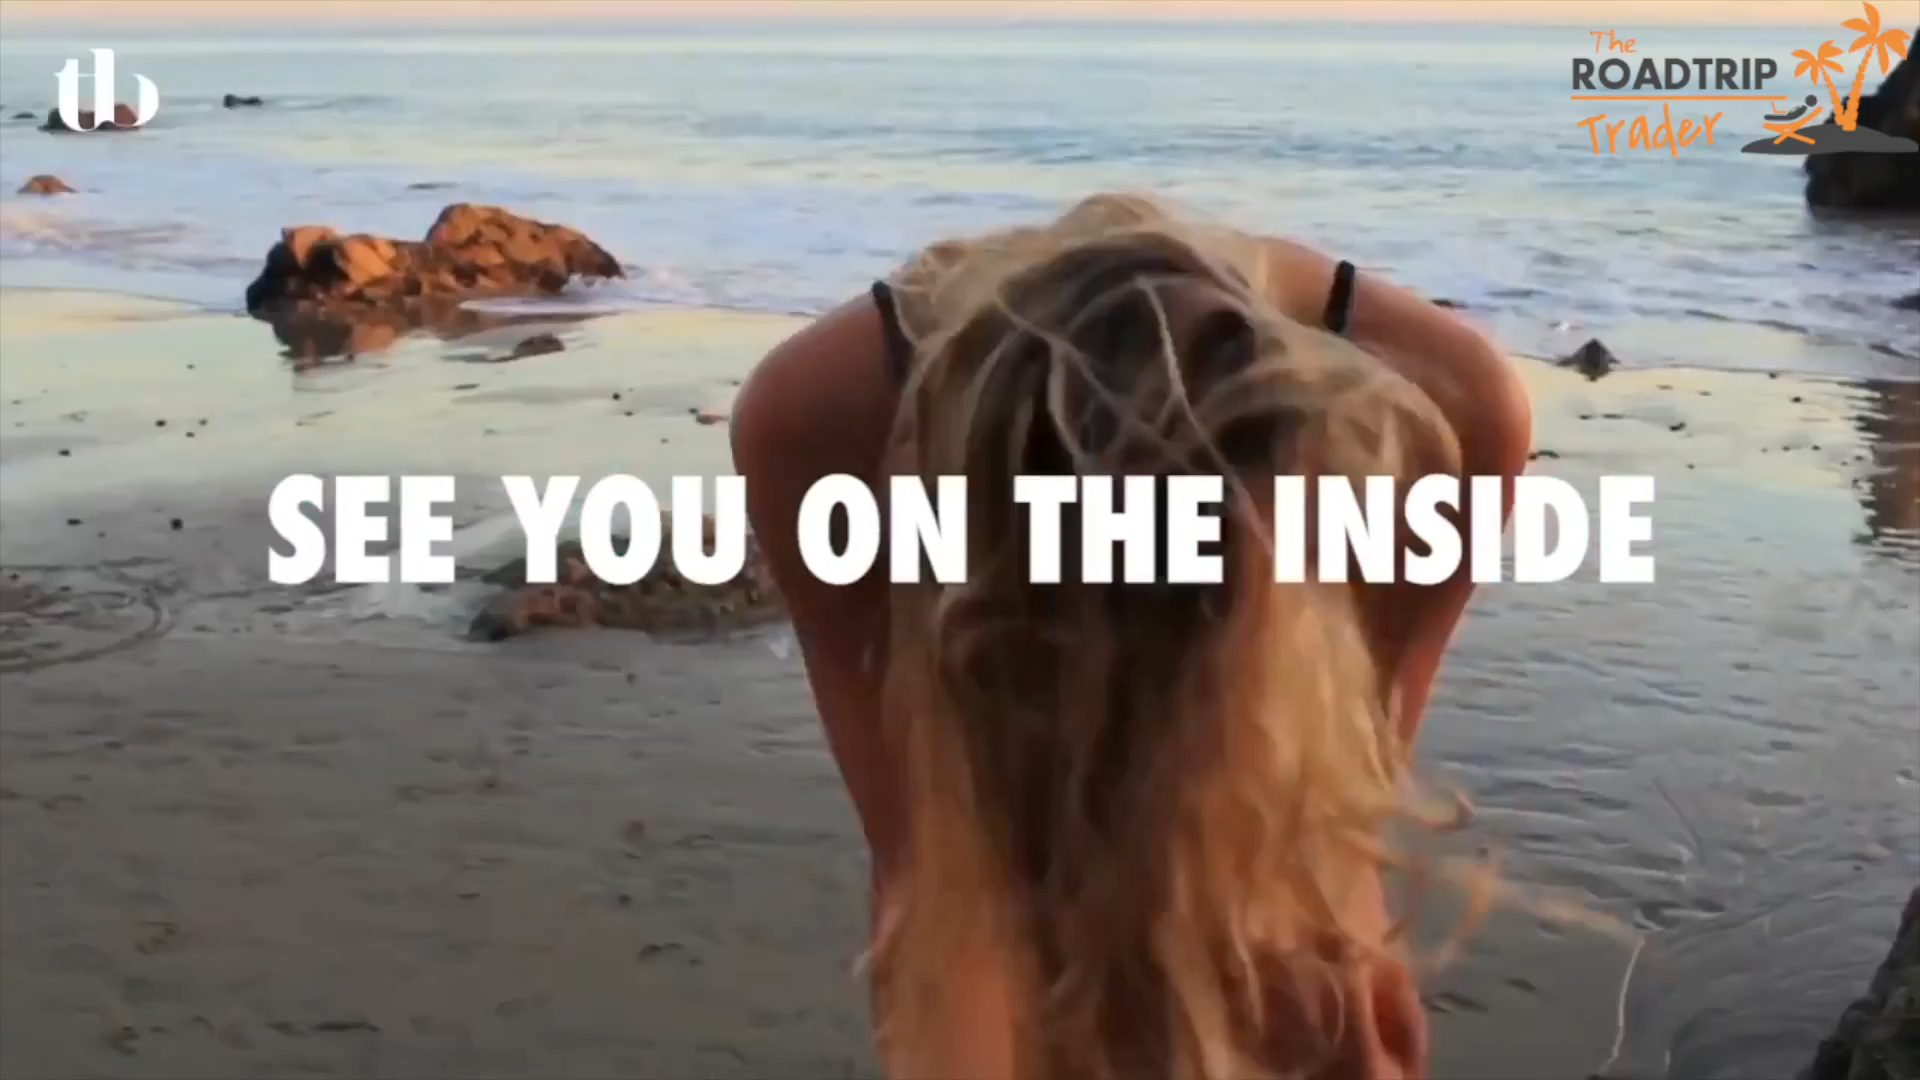 tb
The
ROADTRIP
Trader
SEE YOU ON THE INSIDE